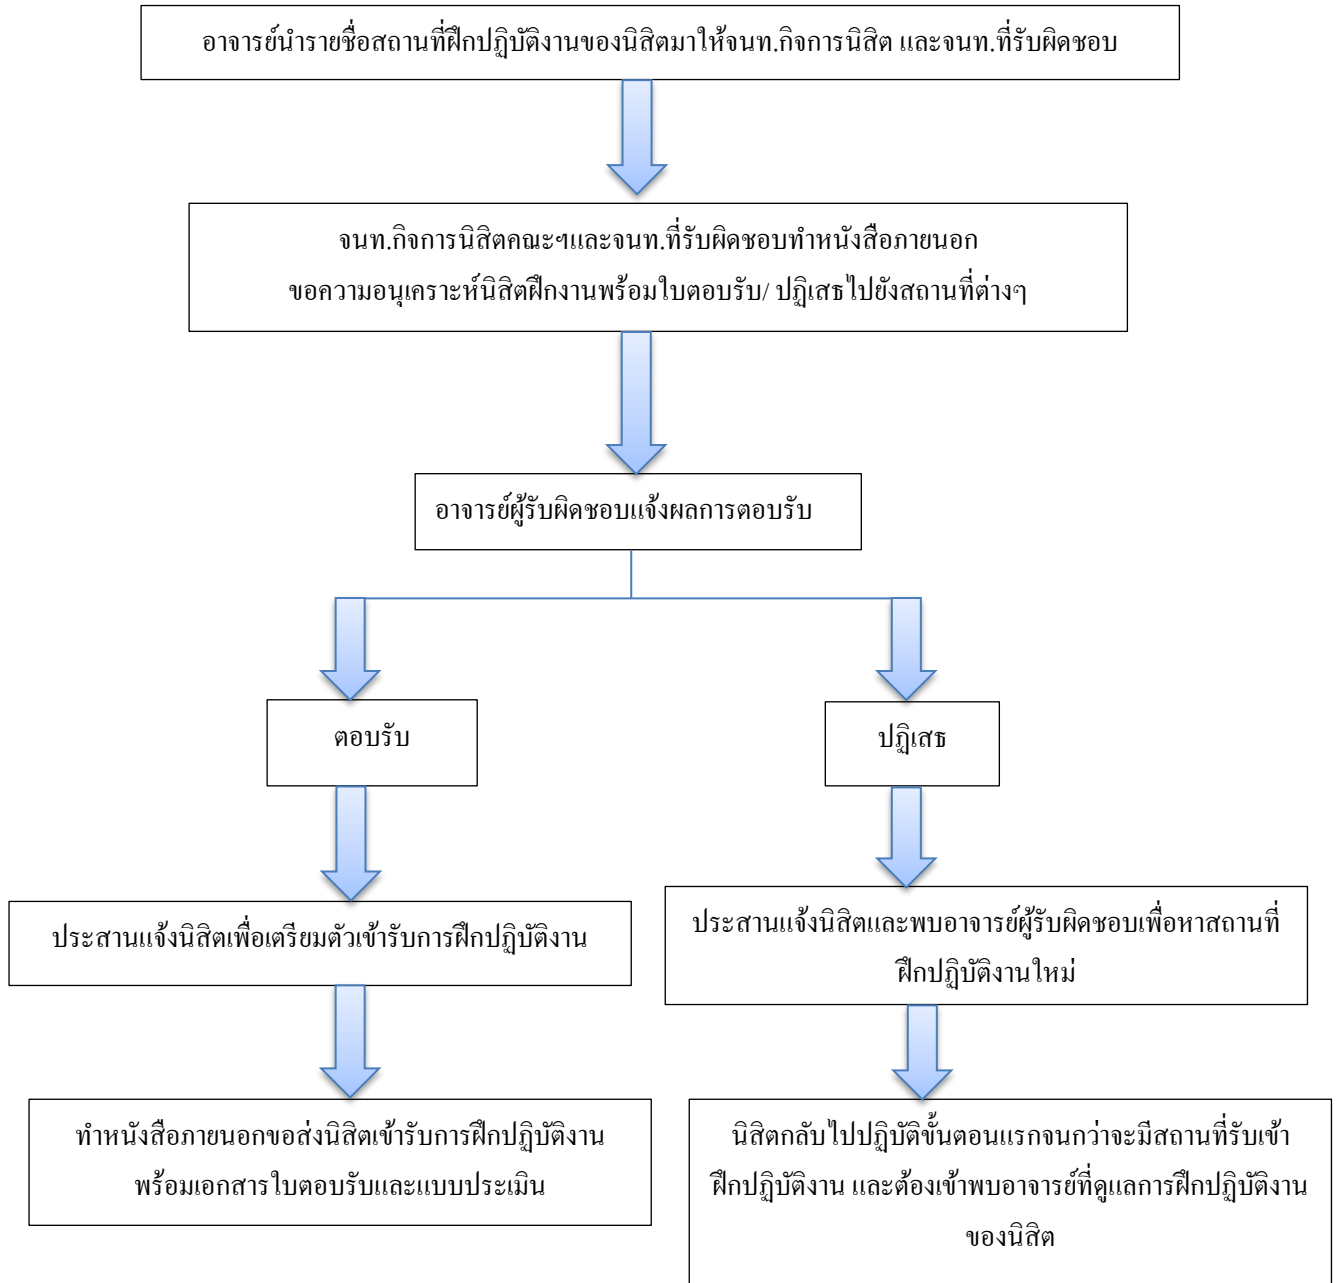 อาจารย์นำรายชื่อสถานที่ฝึกปฏิบัติงานของนิสิตมาให้จนท.กิจการนิสิต และจนท.ที่รับผิดชอบ
จนท.กิจการนิสิตคณะฯและจนท.ที่รับผิดชอบทำหนังสือภายนอก
ขอความอนุเคราะห์นิสิตฝึกงานพร้อมใบตอบรับ/ ปฏิเสธไปยังสถานที่ต่างๆ
อาจารย์ผู้รับผิดชอบแจ้งผลการตอบรับ
ตอบรับ
ปฏิเสธ
ประสานแจ้งนิสิตเพื่อเตรียมตัวเข้ารับการฝึกปฏิบัติงาน
ประสานแจ้งนิสิตและพบอาจารย์ผู้รับผิดชอบเพื่อหาสถานที่
ฝึกปฏิบัติงานใหม่
ทำหนังสือภายนอกขอส่งนิสิตเข้ารับการฝึกปฏิบัติงาน
พร้อมเอกสารใบตอบรับและแบบประเมิน
นิสิตกลับไปปฏิบัติขั้นตอนแรกจนกว่าจะมีสถานที่รับเข้า
ฝึกปฏิบัติงาน และต้องเข้าพบอาจารย์ที่ดูแลการฝึกปฏิบัติงาน
ของนิสิต